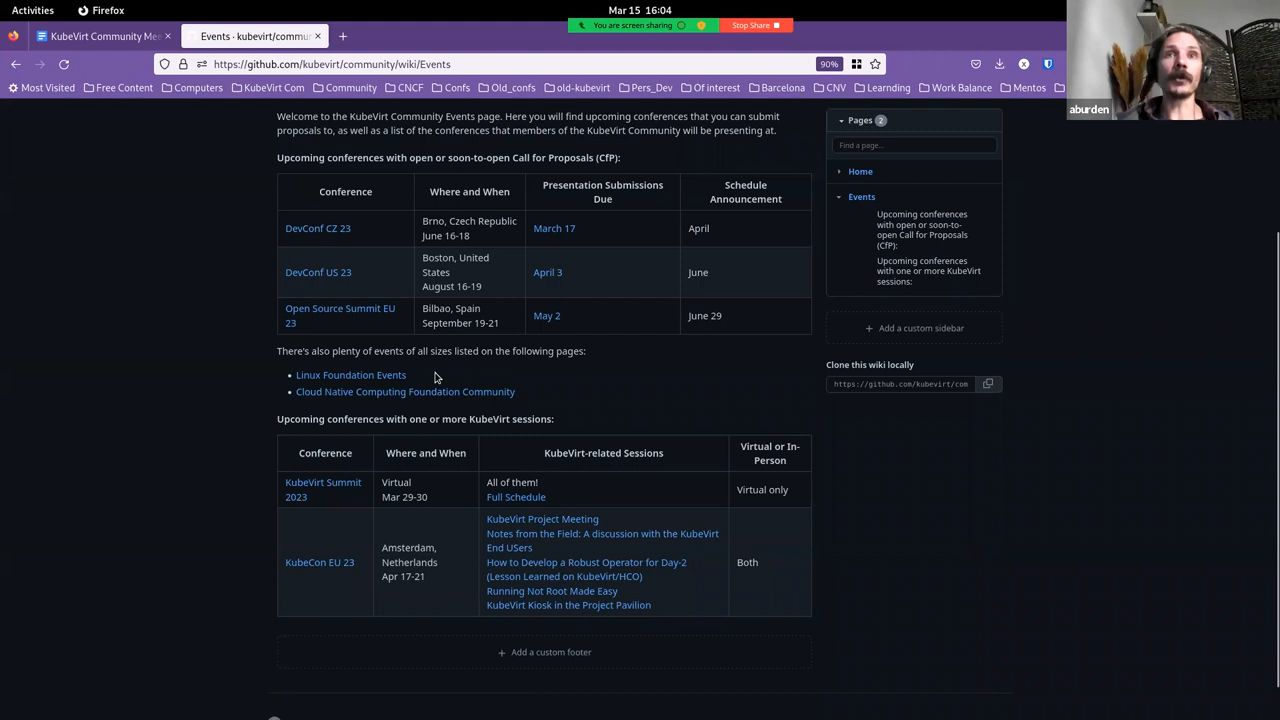 Activities
Firefox
Mar 15 16:04
You are screen sharing
Stop Share
KubeVirt Community Mee
Events · kubevirt/commu
https://github.com/kubevirt/community/wiki/Events
90%
Most Visited
Free Content
Computers
KubeVirt Com
Community
CNCF
Confs
Old_confs
old-kubevirt
Pers_Dev
Of interest
Barcelona
CNV
Learnding
Work Balance
Mentos
aburden
Welcome to the KubeVirt Community Events page. Here you will find upcoming conferences that you can submit
proposals to, as well as a list of the conferences that members of the KubeVirt Community will be presenting at.
Upcoming conferences with open or soon-to-open Call for Proposals (CfP):
Conference
Where and When
Presentation Submissions
Due
Schedule
Announcement
DevConf CZ 23
Brno, Czech Republic
June 16-18
March 17
April
DevConf US 23
Boston, United
States
August 16-19
April 3
June
Open Source Summit EU
23
Bilbao, Spain
September 19-21
May 2
June 29
There's also plenty of events of all sizes listed on the following pages:
Linux Foundation Events
Cloud Native Computing Foundation Community
Upcoming conferences with one or more KubeVirt sessions:
Conference
Where and When
KubeVirt-related Sessions
Virtual or In-
Person
KubeVirt Summit
2023
Virtual
Mar 29-30
All of them!
Full Schedule
Virtual only
KubeCon EU 23
Amsterdam,
Netherlands
Apr 17-21
KubeVirt Project Meeting
Notes from the Field: A discussion with the KubeVirt
End USers
How to Develop a Robust Operator for Day-2
(Lesson Learned on KubeVirt/HCO)
Running Not Root Made Easy
KubeVirt Kiosk in the Project Pavilion
Both
Add a custom footer
Pages 2
Find a page...
Home
Events
Upcoming conferences
with open or soon-to-
open Call for Proposals
(CfP):
Upcoming conferences
with one or more KubeVirt
sessions:
Add a custom sidebar
Clone this wiki locally
https://github.com/kubevirt/com